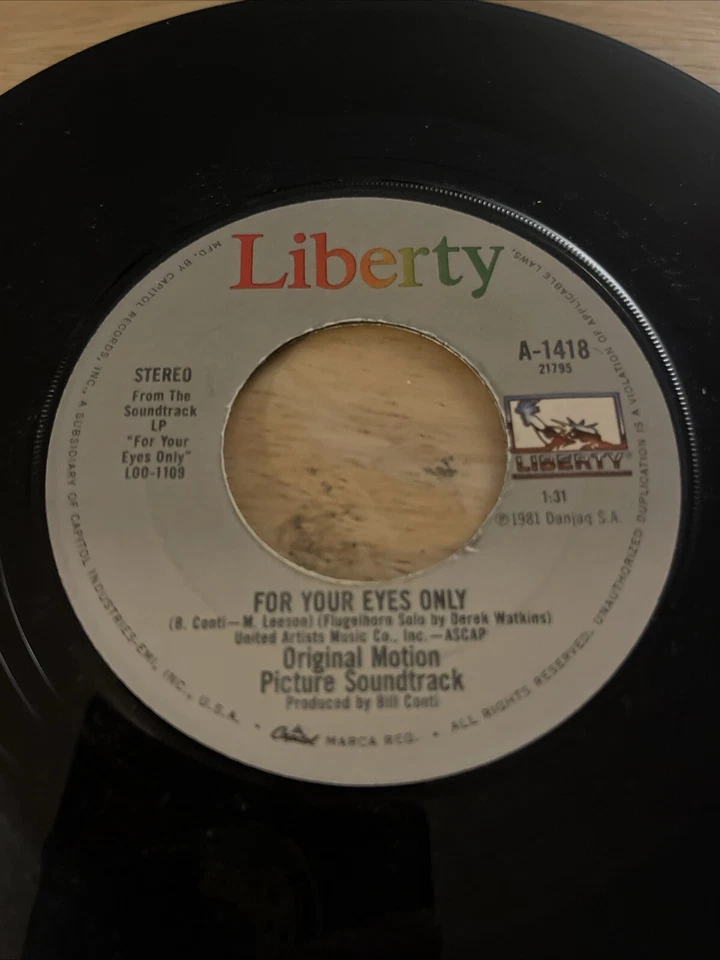 Liberty
A-1418
21795
STEREO
From The
Soundtrack
LP
"For Your
Eyes Only"
LOO-1109
LIBERTY
1:31
℗1981 Danjaq S.A.
FOR YOUR EYES ONLY
(B. Conti—M. Leeson) (Flugelhorn Solo by Derek Watkins)
United Artists Music Co., Inc.—ASCAP
Original Motion
Picture Soundtrack
Produced by Bill Conti
MFD. BY CAPITOL RECORDS, INC., A SUBSIDIARY OF CAPITOL INDUSTRIES-EMI, INC., U.S.A. • Capitol MARCA REG. • ALL RIGHTS RESERVED. UNAUTHORIZED DUPLICATION IS A VIOLATION OF APPLICABLE LAWS.